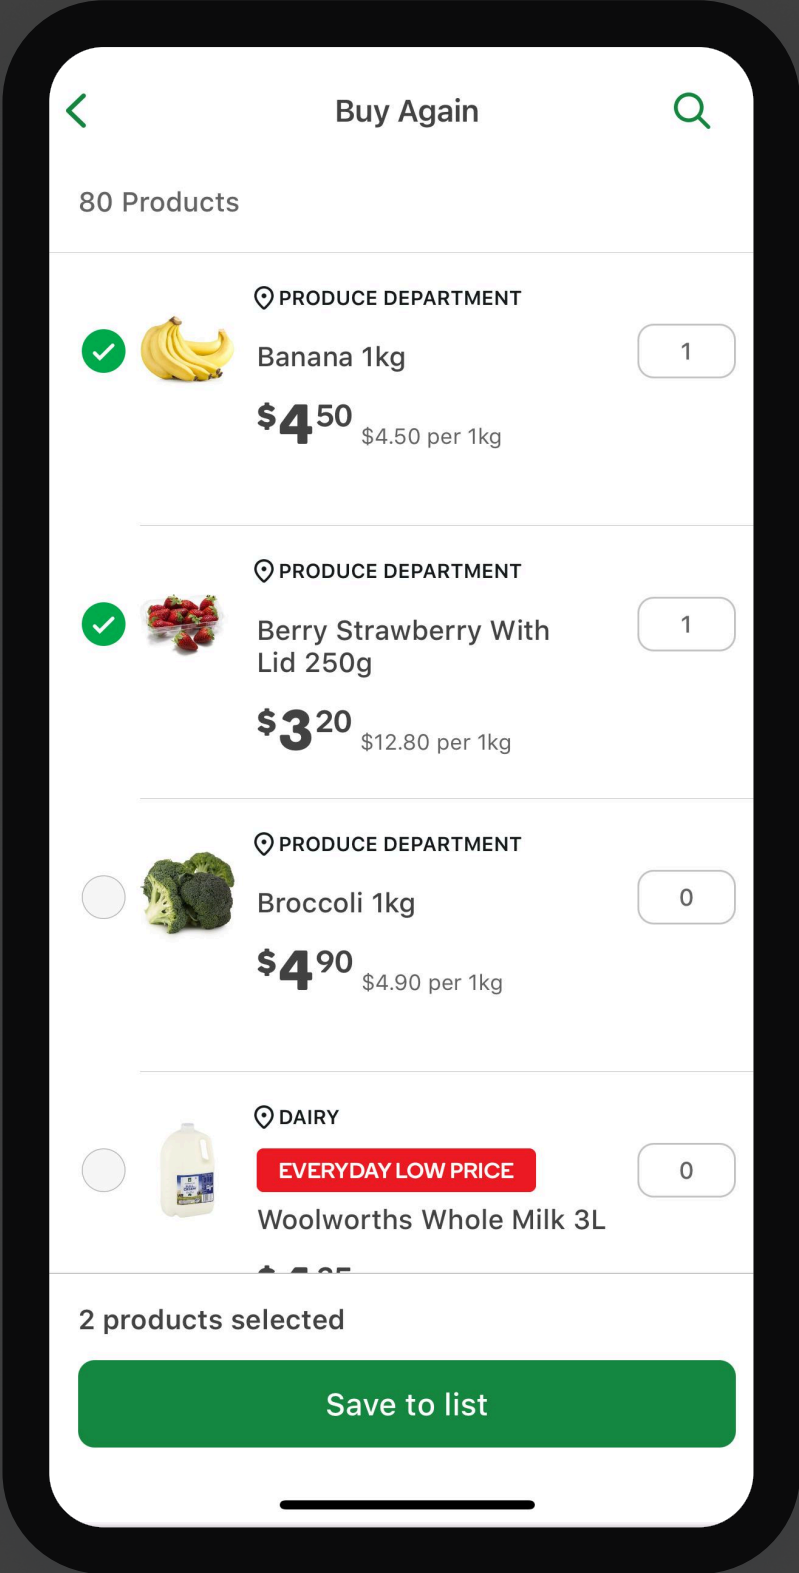 Buy Again
80 Products
PRODUCE DEPARTMENT
Banana 1kg
1
$4 50 $4.50 per 1kg
PRODUCE DEPARTMENT
Berry Strawberry With
Lid 250g
1
$3 20 $12.80 per 1kg
PRODUCE DEPARTMENT
Broccoli 1kg
0
$4 90 $4.90 per 1kg
DAIRY
EVERYDAY LOW PRICE
0
Woolworths Whole Milk 3L
2 products selected
Save to list